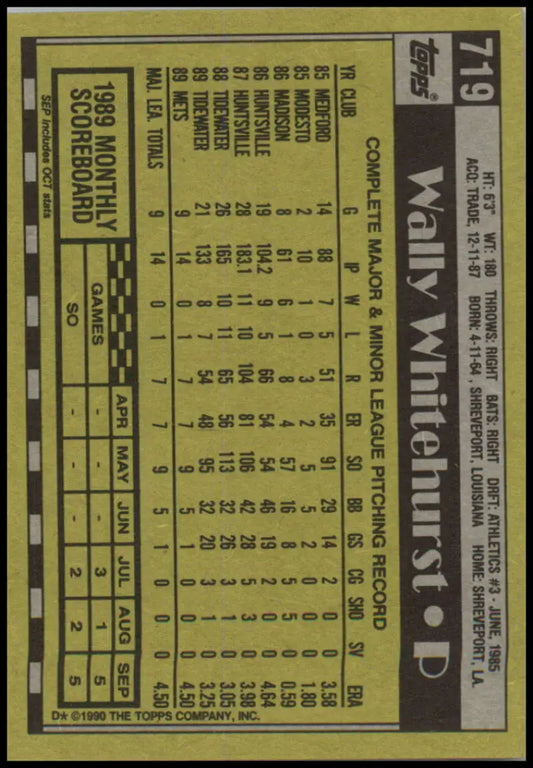 719
HT: 6'3" WT: 180 THROWS: RIGHT BATS: RIGHT DRFT: ATHLETICS #3 - JUNE, 1985
ACQ: TRADE, 12-11-87 BORN: 4-11-64, SHREVEPORT, LOUISIANA HOME: SHREVEPORT, LA.
TOPPS® Wally Whitehurst • P
COMPLETE MAJOR & MINOR LEAGUE PITCHING RECORD
YR CLUB G IP W L R ER SO BB GS CG SHO SV ERA
85 MEDFORD 14 88 7 5 51 35 91 29 14 2 0 0 3.58
85 MODESTO 2 10 1 0 3 2 5 5 2 0 0 0 1.80
86 MADISON 8 61 6 1 8 4 57 16 8 5 5 0 0.59
86 HUNTSVILLE 19 104.2 9 5 66 54 54 46 19 2 0 0 4.64
87 HUNTSVILLE 28 183.1 11 10 104 81 106 42 28 5 3 0 3.98
88 TIDEWATER 26 165 10 11 65 56 113 32 26 3 1 0 3.05
89 TIDEWATER 21 133 8 7 54 48 95 32 20 3 1 0 3.25
89 METS 9 14 0 1 7 7 9 5 1 0 0 0 4.50
MAJ. LEA. TOTALS 9 14 0 1 7 7 9 5 1 0 0 0 4.50
1989 MONTHLY
SCOREBOARD
APR MAY JUN JUL AUG SEP
GAMES - - - 3 1 5
SO - - - 2 2 5
SEP includes OCT stats
D* ©1990 THE TOPPS COMPANY, INC.